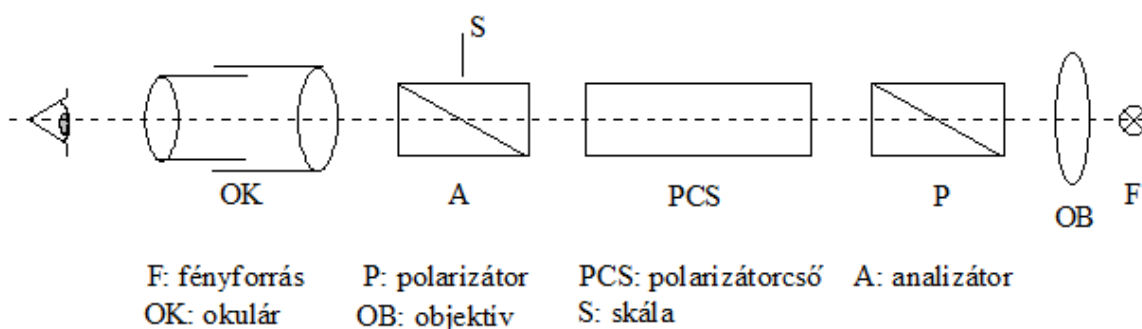 S
OK A PCS P OB F
F: fényforrás P: polarizátor PCS: polarizátorcső A: analizátor
OK: okulár OB: objektív S: skála